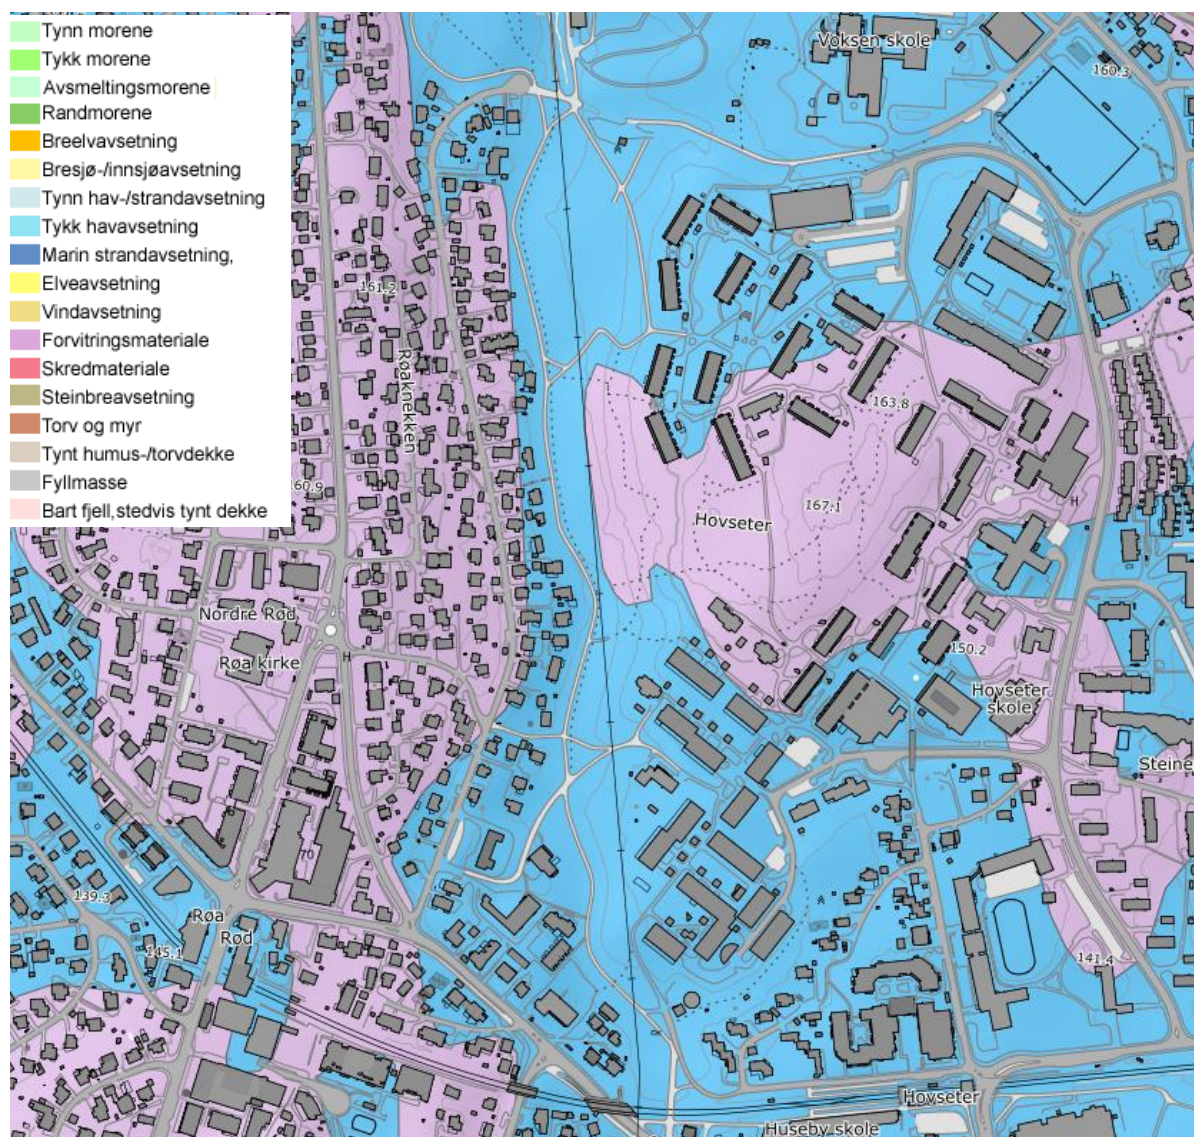 Tynn morene
Tykk morene
Avsmeltingsmorene
Randmorene
Breelvavsetning
Bresjø-/innsjøavsetning
Tynn hav-/strandavsetning
Tykk havavsetning
Marin strandavsetning,
Elveavsetning
Vindavsetning
Forvitringsmateriale
Skredmateriale
Steinbreavsetning
Torv og myr
Tynt humus-/torvdekke
Fyllmasse
Bart fjell,stedvis tynt dekke
Voksen skole
160.3
161.2
Røaknekken
163.8
160.9
167.1
Hovseter
H
Nordre Rød
Røa kirke
H
150.2
Hovseter
skole
Steine
139.3
Røa
Rød
145.1
141.4
Hovseter
Huseby skole